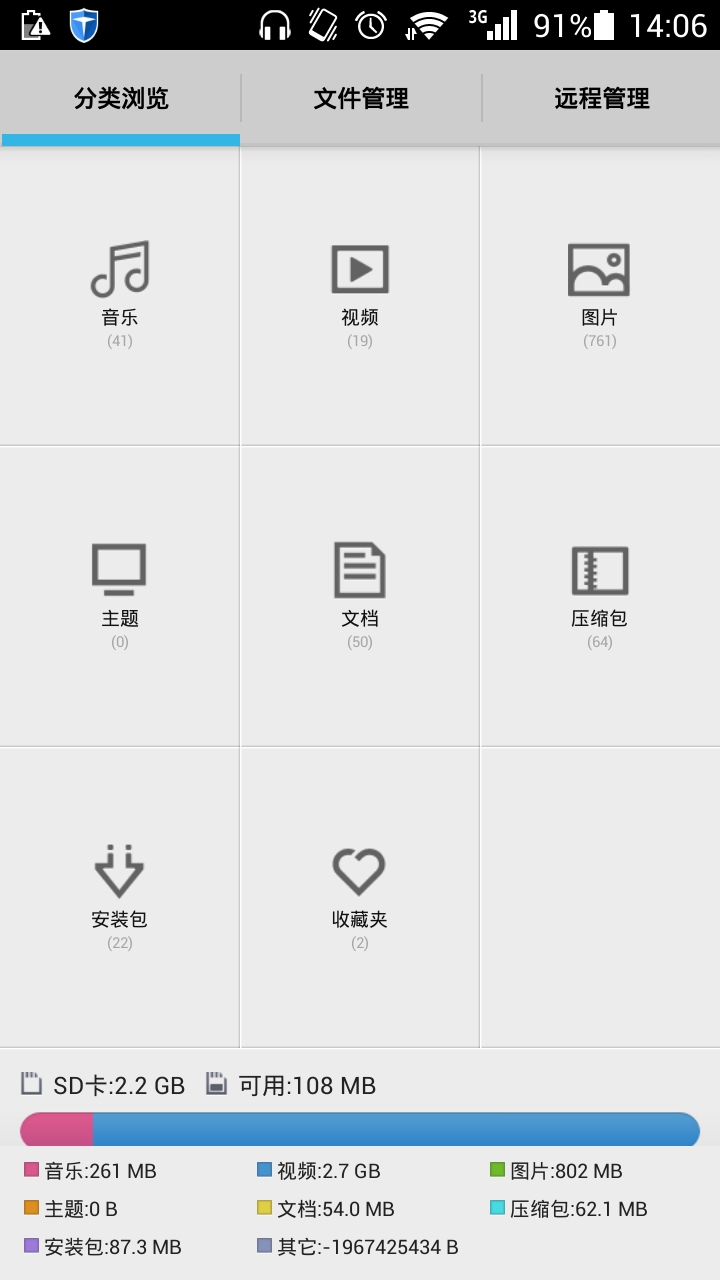 3G 91% 14:06
分类浏览 文件管理 远程管理
音乐 视频 图片
(41) (19) (761)
主题 文档 压缩包
(0) (50) (64)
安装包 收藏夹
(22) (2)
SD卡:2.2 GB 可用:108 MB
音乐:261 MB 视频:2.7 GB 图片:802 MB
主题:0 B 文档:54.0 MB 压缩包:62.1 MB
安装包:87.3 MB 其它:-1967425434 B